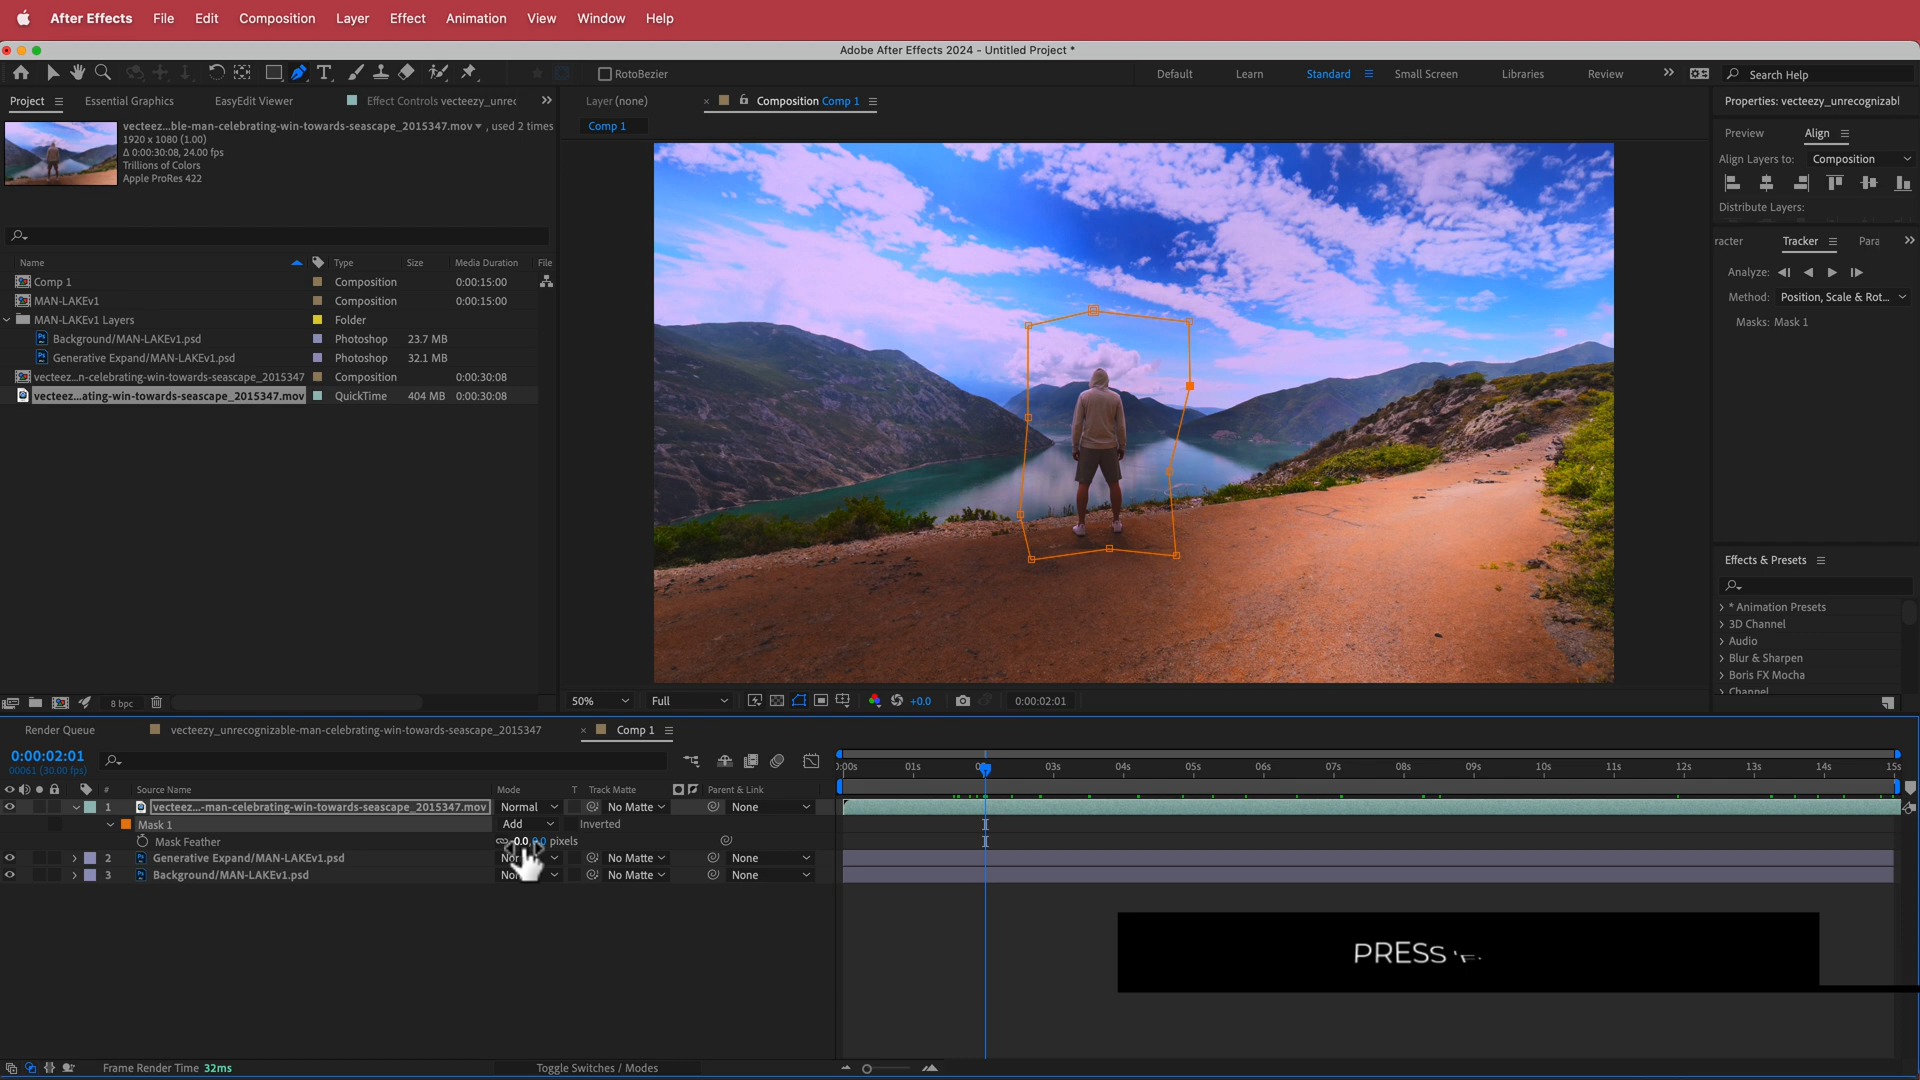 After Effects File Edit Composition Layer Effect Animation View Window Help
Adobe After Effects 2024 - Untitled Project *
RotoBezier Default Learn Standard Small Screen Libraries Review Search Help
Project Essential Graphics EasyEdit Viewer Effect Controls vecteezy_unrec Layer (none) Composition Comp 1 Properties: vecteezy_unrecognizabl
Comp 1
vecteez...ble-man-celebrating-win-towards-seascape_2015347.mov , used 2 times
1920 x 1080 (1.00)
Δ 0:00:30:08, 24.00 fps
Trillions of Colors
Apple ProRes 422
Preview Align
Align Layers to: Composition
Distribute Layers:
racter Tracker Para
Analyze:
Method: Position, Scale & Rot...
Masks: Mask 1
Name Type Size Media Duration File
Comp 1 Composition 0:00:15:00
MAN-LAKEv1 Composition 0:00:15:00
MAN-LAKEv1 Layers Folder
Background/MAN-LAKEv1.psd Photoshop 23.7 MB
Generative Expand/MAN-LAKEv1.psd Photoshop 32.1 MB
vecteez...n-celebrating-win-towards-seascape_2015347 Composition 0:00:30:08
vecteez...ating-win-towards-seascape_2015347.mov QuickTime 404 MB 0:00:30:08
Effects & Presets
* Animation Presets
3D Channel
Audio
Blur & Sharpen
Boris FX Mocha
Channel
8 bpc
50% Full +0.0 0:00:02:01
Render Queue vecteezy_unrecognizable-man-celebrating-win-towards-seascape_2015347 × Comp 1
0:00:02:01
00061 (30.00 fps)
:00s 01s 03s 04s 05s 06s 07s 08s 09s 10s 11s 12s 13s 14s 15s
# Source Name Mode T Track Matte Parent & Link
1 vecteez...-man-celebrating-win-towards-seascape_2015347.mov Normal No Matte None
Mask 1 Add Inverted
Mask Feather 0.0, 0.0 pixels
2 Generative Expand/MAN-LAKEv1.psd No Matte None
3 Background/MAN-LAKEv1.psd No Matte None
PRESS
Frame Render Time 32ms Toggle Switches / Modes